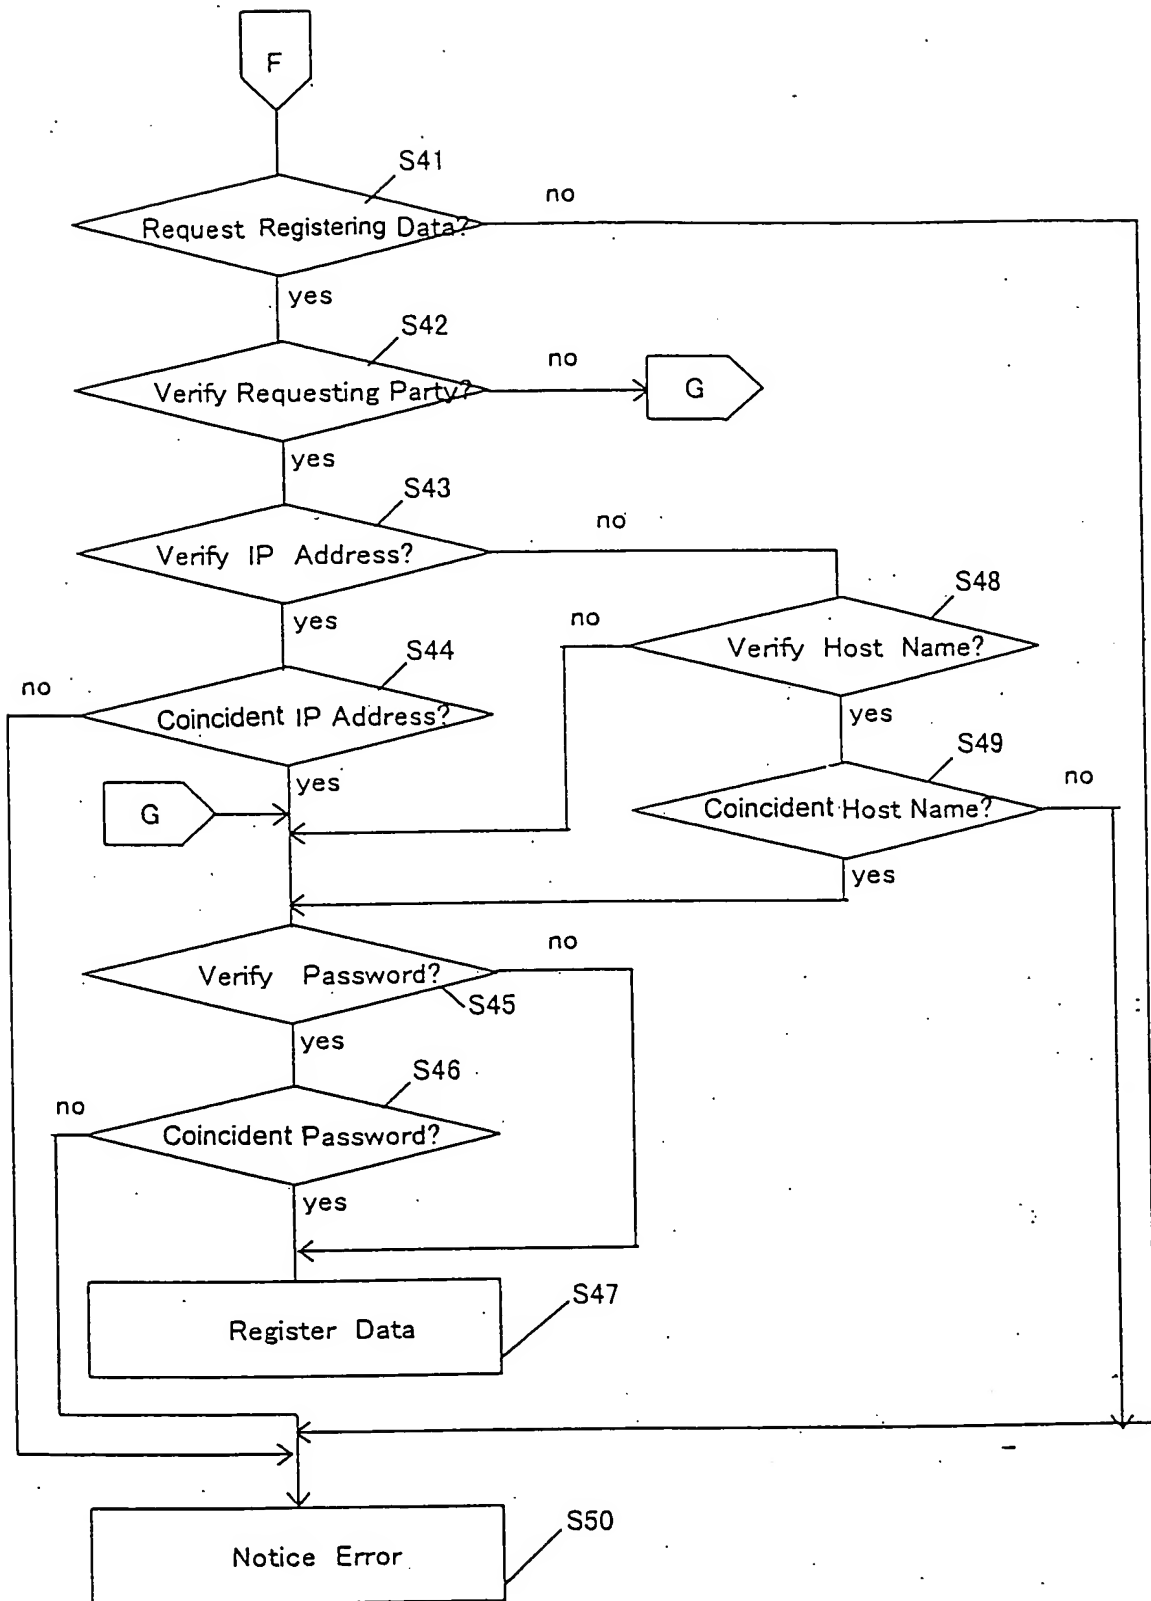 F
S41
no
Request Registering Data?
yes
S42
no
Verify Requesting Party?
G
yes
S43
no
Verify IP Address?
S48
yes
no
Verify Host Name?
S44
no
Coincident IP Address?
yes
S49
yes
no
G
Coincident Host Name?
yes
no
Verify Password?
S45
yes
S46
no
Coincident Password?
yes
S47
Register Data
S50
Notice Error